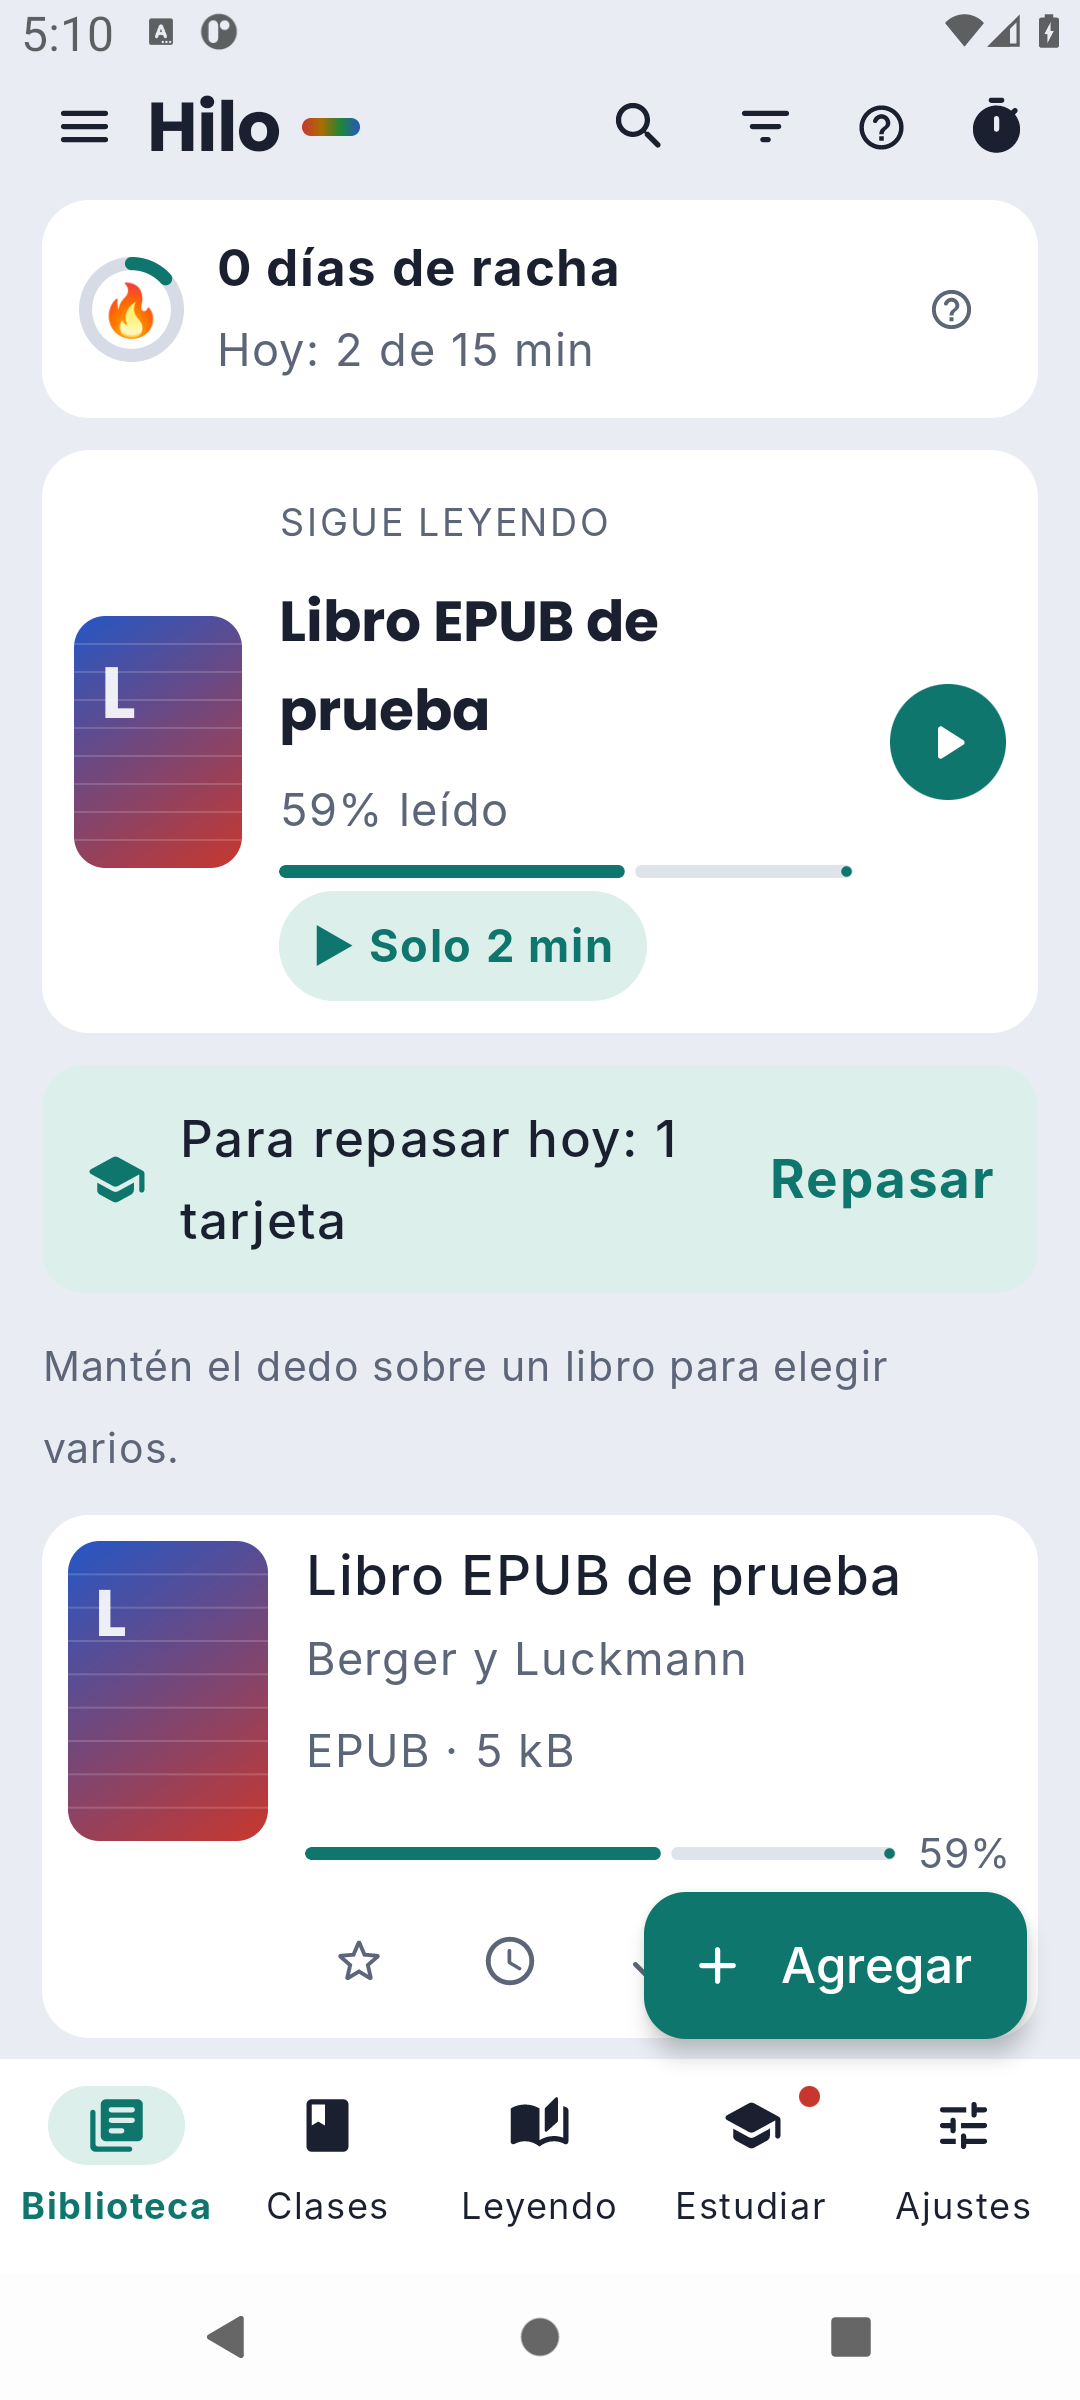 5:10
Hilo
0 días de racha
Hoy: 2 de 15 min
SIGUE LEYENDO
L
Libro EPUB de
prueba
59% leído
Solo 2 min
Para repasar hoy: 1
tarjeta
Repasar
Mantén el dedo sobre un libro para elegir
varios.
L
Libro EPUB de prueba
Berger y Luckmann
EPUB · 5 kB
59%
Agregar
Biblioteca
Clases
Leyendo
Estudiar
Ajustes